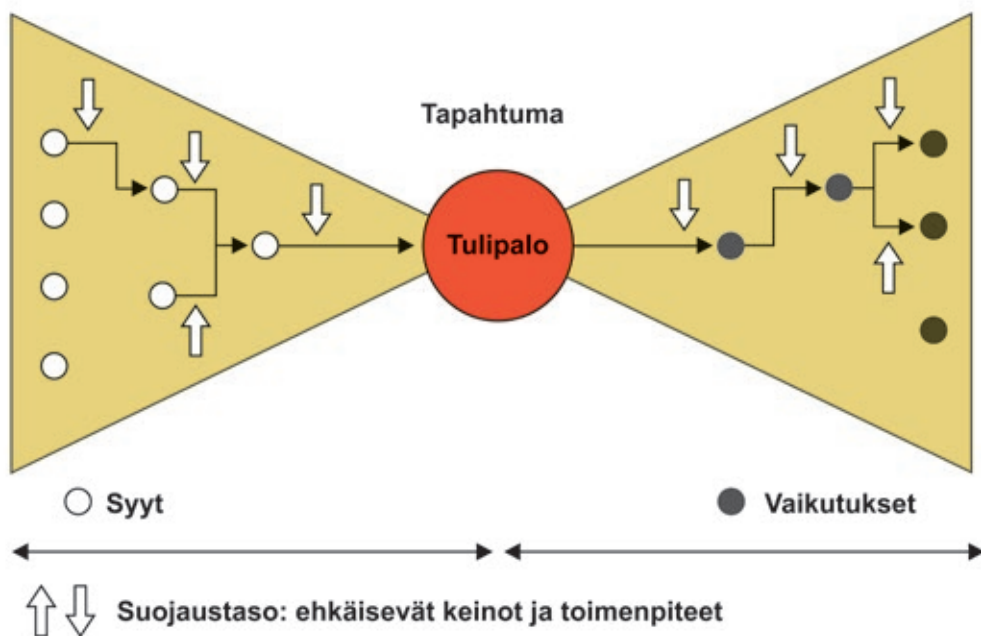 Tapahtuma
Tulipalo
Syyt
Vaikutukset
Suojaustaso: ehkäisevät keinot ja toimenpiteet